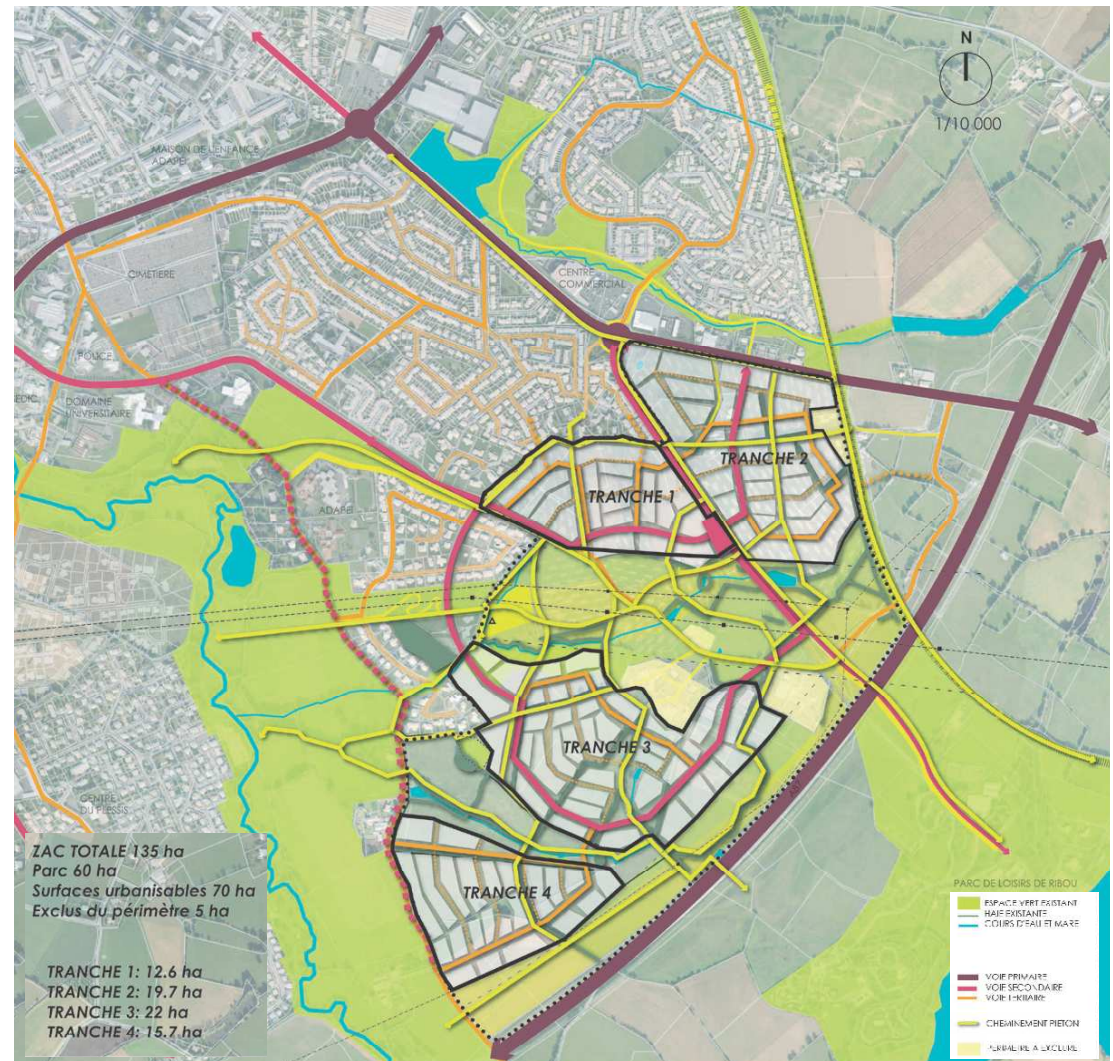 N
1/10 000
MAISON DE L'ENFANCE
ADAPEI
CIMETIERE
CENTRE
COMMERCIAL
POLICE
DOMAINE
UNIVERSITAIRE
TRANCHE 2
TRANCHE 1
ADAPEI
TRANCHE 3
CENTRE
DU PLESSIS
TRANCHE 4
PARC DE LOISIRS DE RIBOU
ZAC TOTALE 135 ha
Parc 60 ha
Surfaces urbanisables 70 ha
Exclus du périmètre 5 ha
TRANCHE 1: 12.6 ha
TRANCHE 2: 19.7 ha
TRANCHE 3: 22 ha
TRANCHE 4: 15.7 ha
ESPACE VERT EXISTANT
HAIE EXISTANTE
COURS D'EAU ET MARE
VOIE PRIMAIRE
VOIE SECONDAIRE
VOIE TERTIAIRE
CHEMINEMENT PIETON
PERIMETRE A EXCLURE